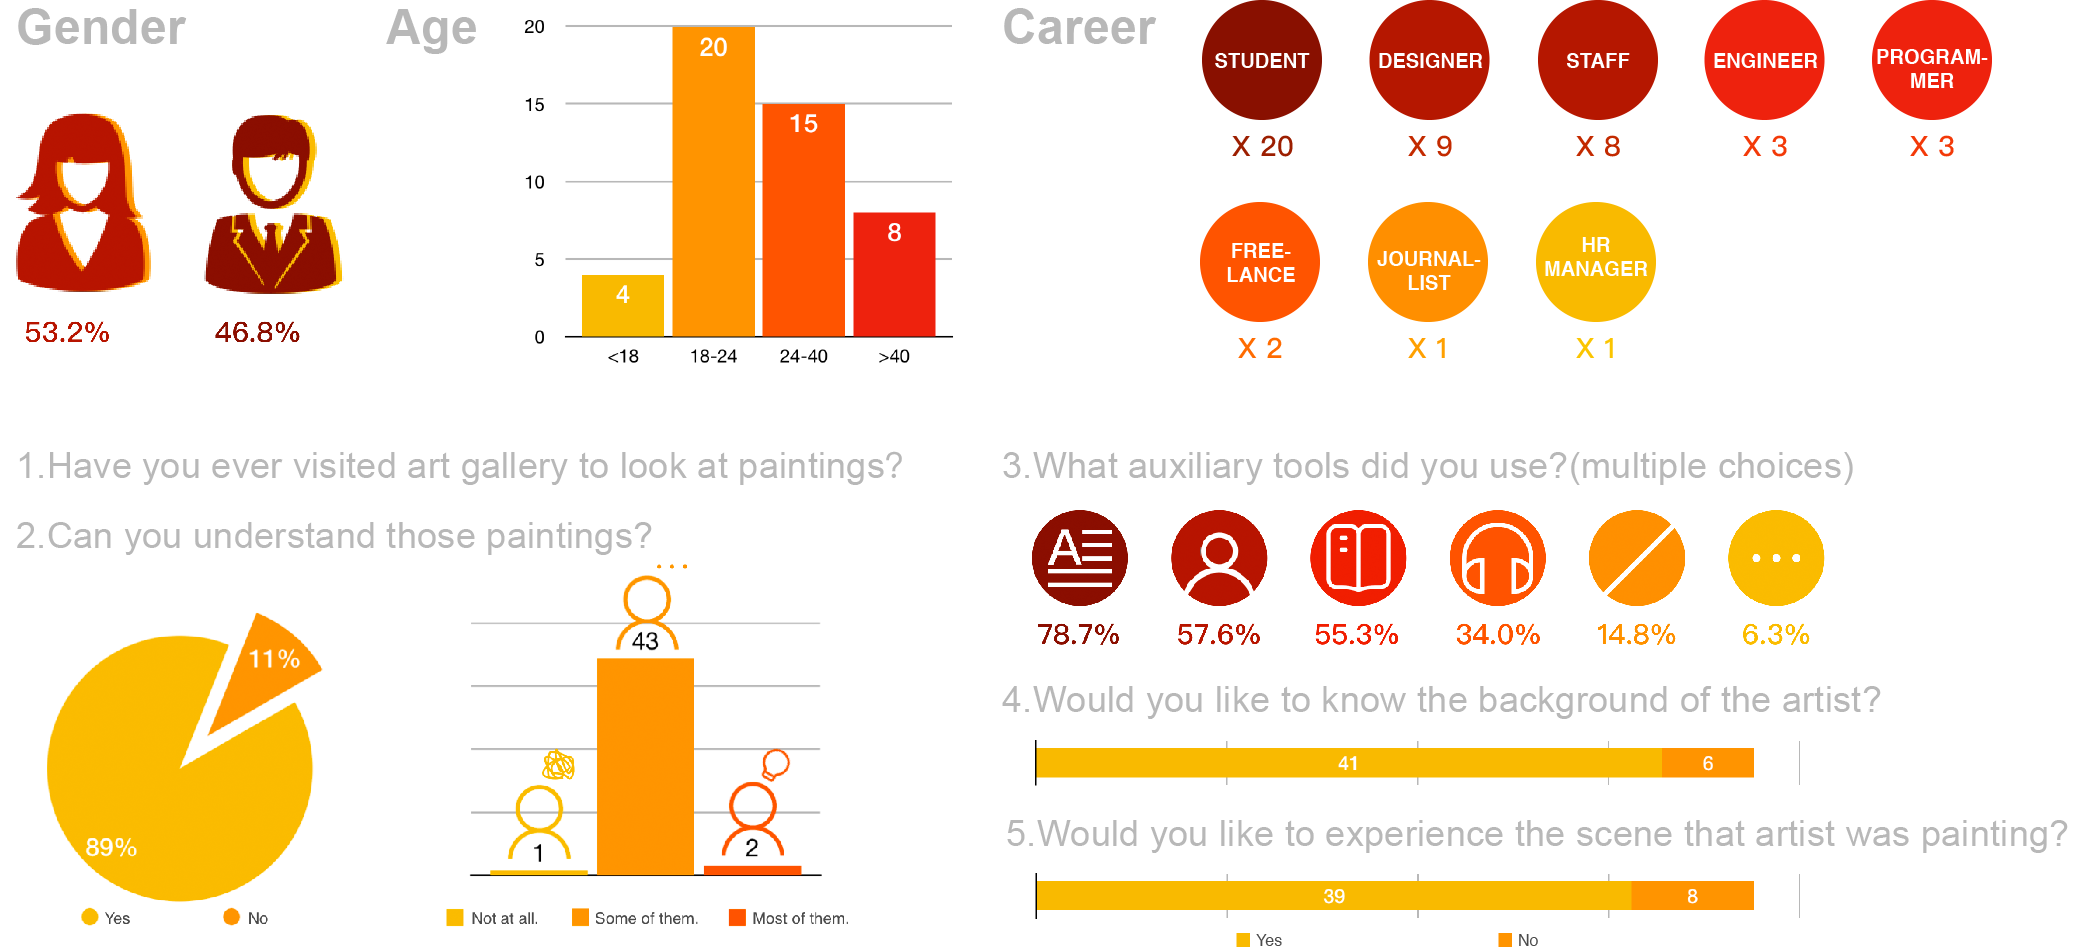 Gender
53.2%
46.8%
Age
20
15
10
5
0
4
20
15
8
<18
18-24
24-40
>40
Career
STUDENT
X 20
DESIGNER
X 9
STAFF
X 8
ENGINEER
X 3
PROGRAM-
MER
X 3
FREE-
LANCE
X 2
JOURNAL-
LIST
X 1
HR
MANAGER
X 1
1.Have you ever visited art gallery to look at paintings?
2.Can you understand those paintings?
11%
89%
Yes
No
1
43
2
Not at all.
Some of them.
Most of them.
3.What auxiliary tools did you use?(multiple choices)
A
78.7%
57.6%
55.3%
34.0%
14.8%
6.3%
4.Would you like to know the background of the artist?
41
6
5.Would you like to experience the scene that artist was painting?
39
8
Yes
No